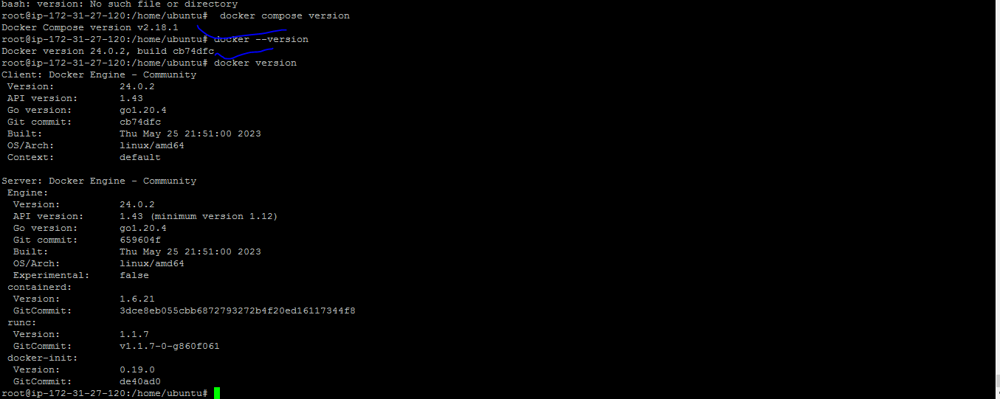 bash: version: No such file or directory
root@ip-172-31-27-120:/home/ubuntu#  docker compose version
Docker Compose version v2.18.1
root@ip-172-31-27-120:/home/ubuntu# docker --version
Docker version 24.0.2, build cb74dfc
root@ip-172-31-27-120:/home/ubuntu# docker version
Client: Docker Engine - Community
 Version:           24.0.2
 API version:       1.43
 Go version:        go1.20.4
 Git commit:        cb74dfc
 Built:             Thu May 25 21:51:00 2023
 OS/Arch:           linux/amd64
 Context:           default

Server: Docker Engine - Community
 Engine:
  Version:          24.0.2
  API version:      1.43 (minimum version 1.12)
  Go version:       go1.20.4
  Git commit:       659604f
  Built:            Thu May 25 21:51:00 2023
  OS/Arch:          linux/amd64
  Experimental:     false
 containerd:
  Version:          1.6.21
  GitCommit:        3dce8eb055cbb6872793272b4f20ed16117344f8
 runc:
  Version:          1.1.7
  GitCommit:        v1.1.7-0-g860f061
 docker-init:
  Version:          0.19.0
  GitCommit:        de40ad0
root@ip-172-31-27-120:/home/ubuntu#